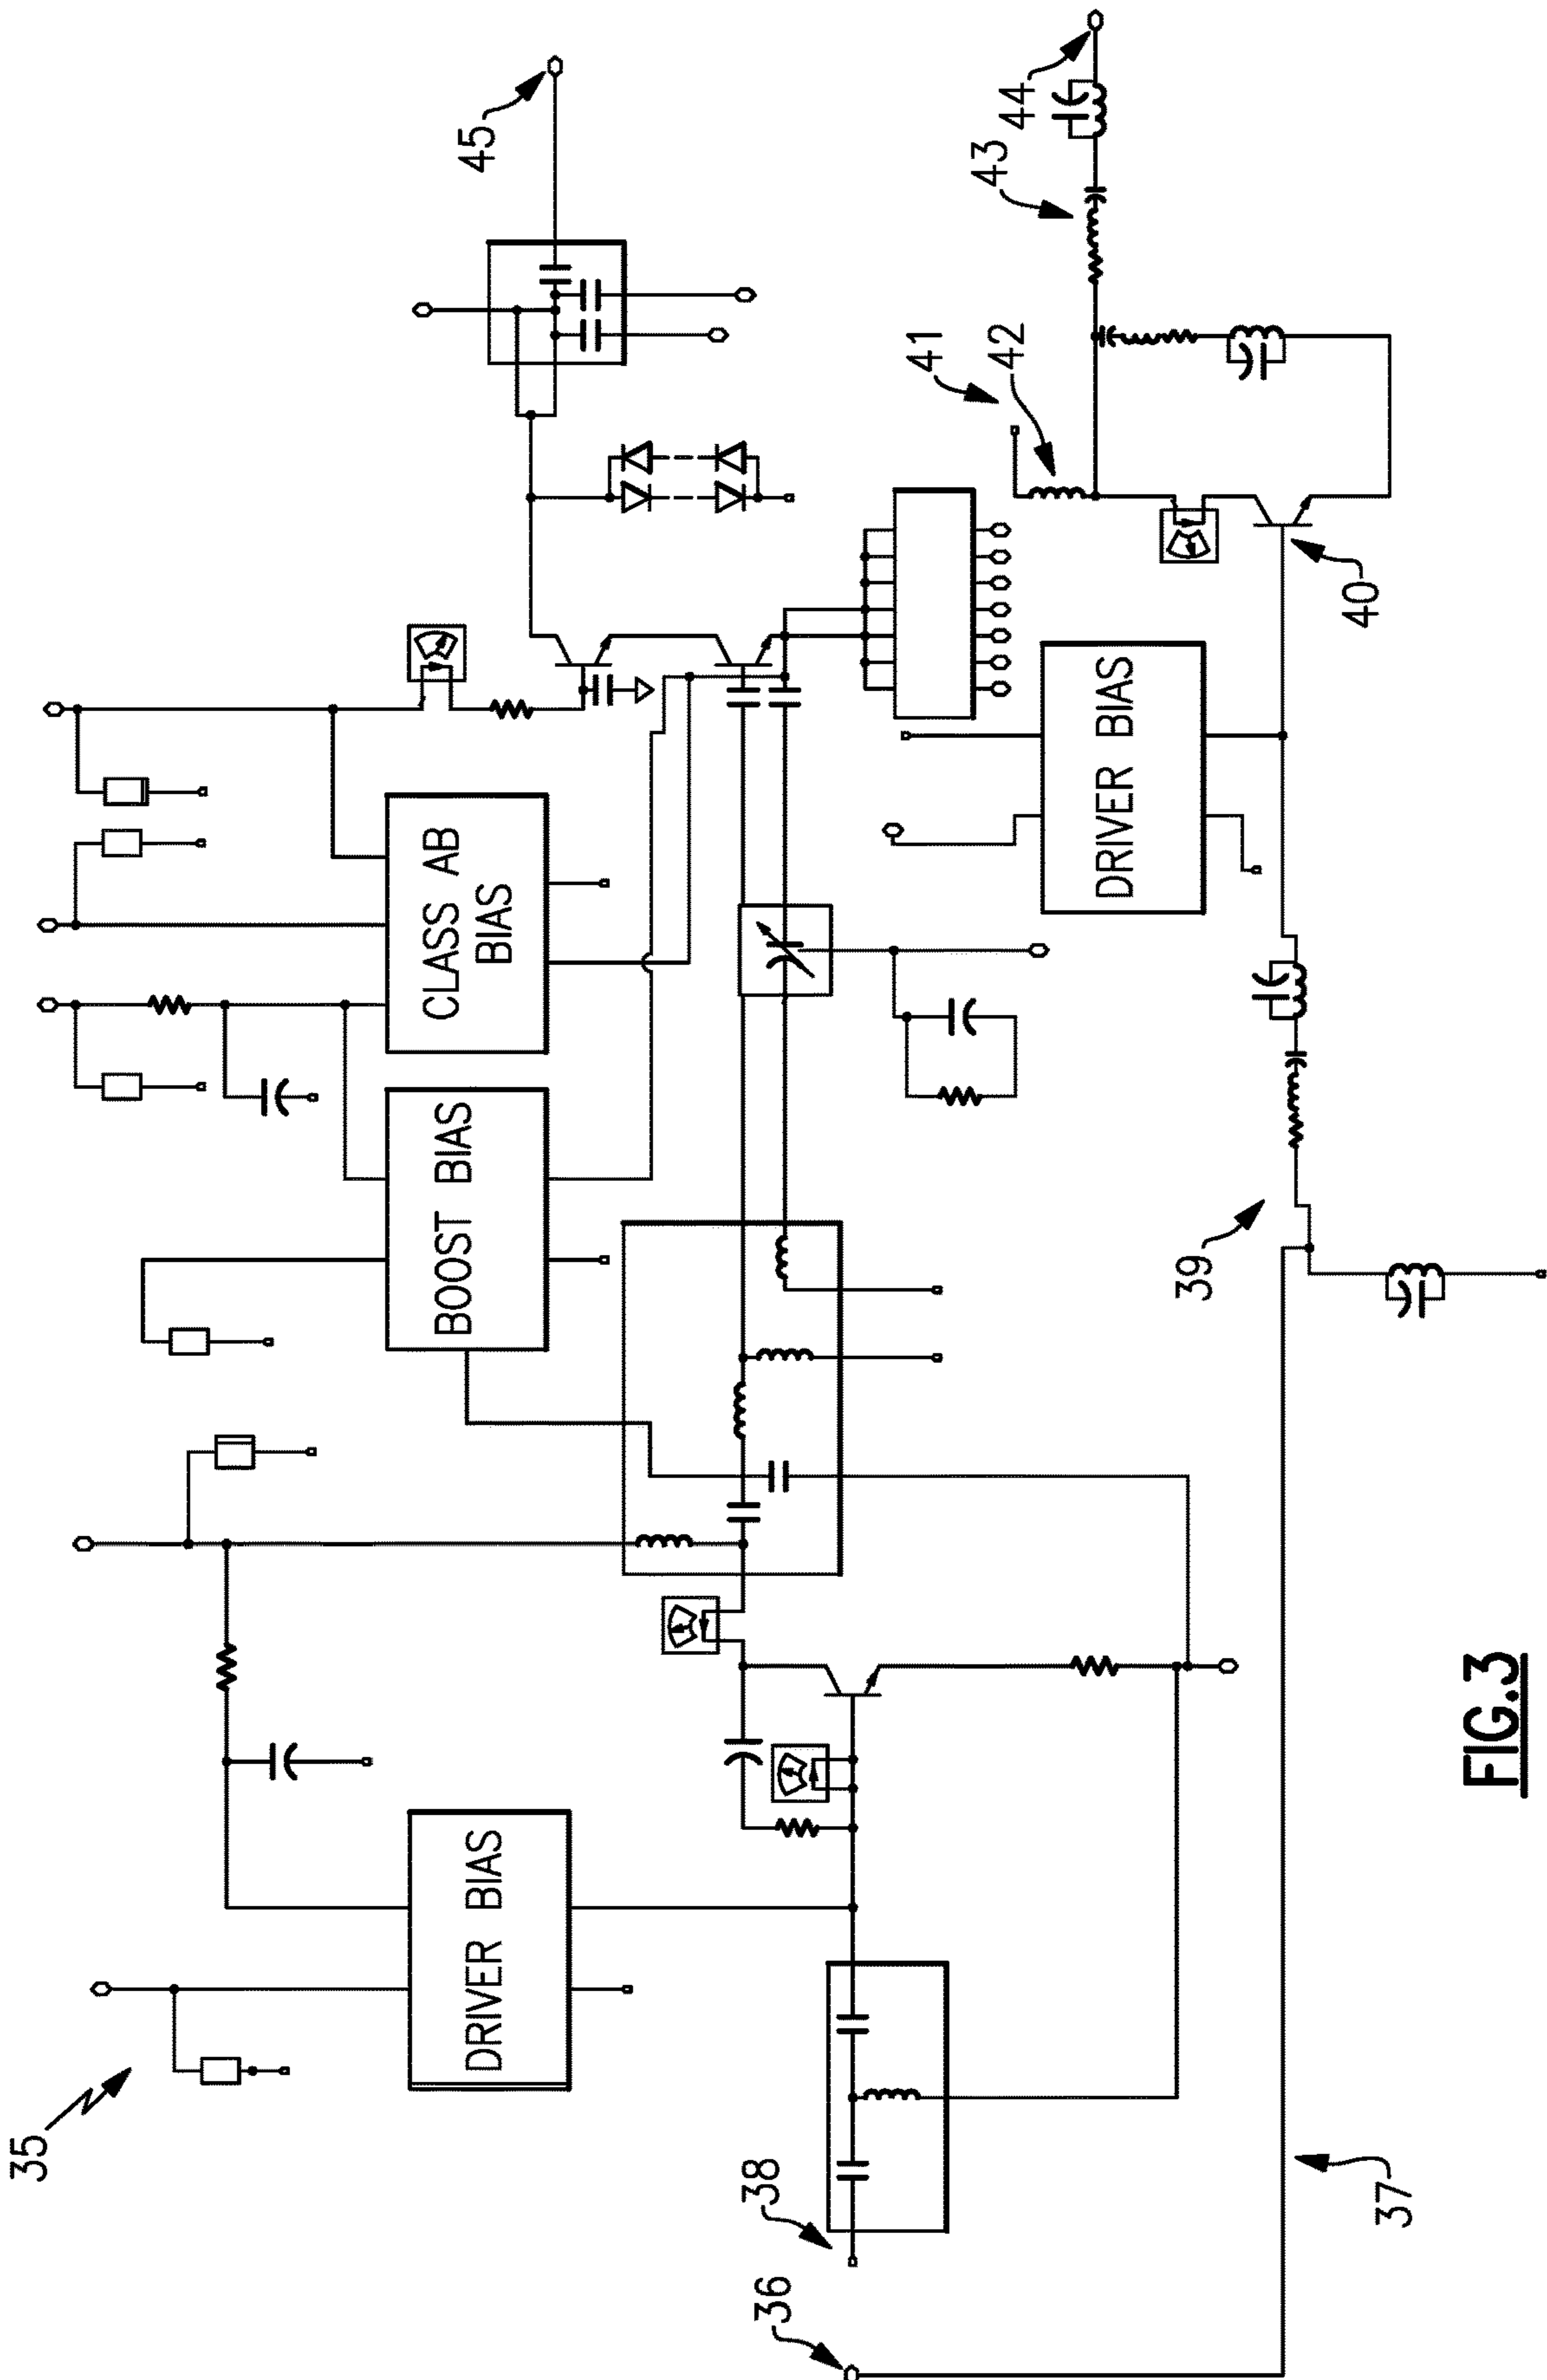 35
36
38
DRIVER BIAS
BOOST BIAS
CLASS AB
BIAS
45
37
39
DRIVER BIAS
40
41
42
43
44
FIG.3